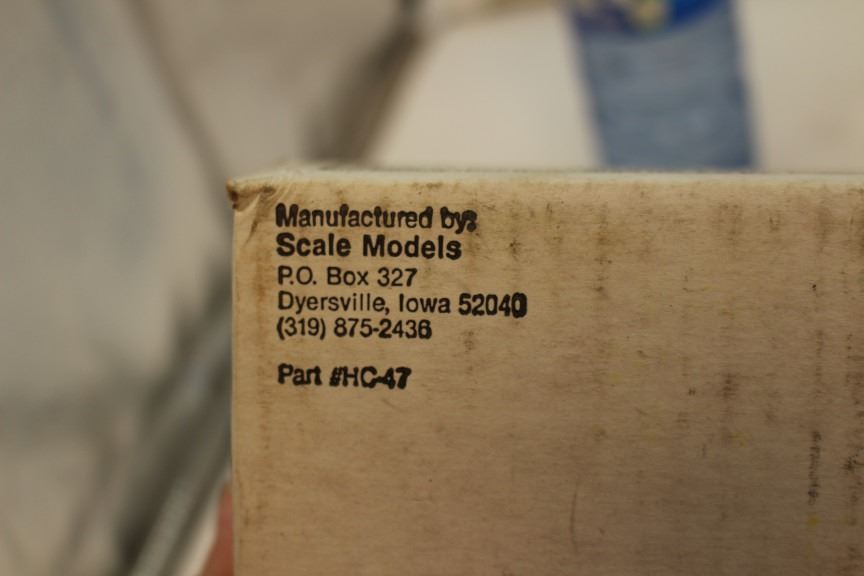 Manufactured by:
Scale Models
P.O. Box 327
Dyersville, Iowa 52040
(319) 875-2436
Part #HC-47